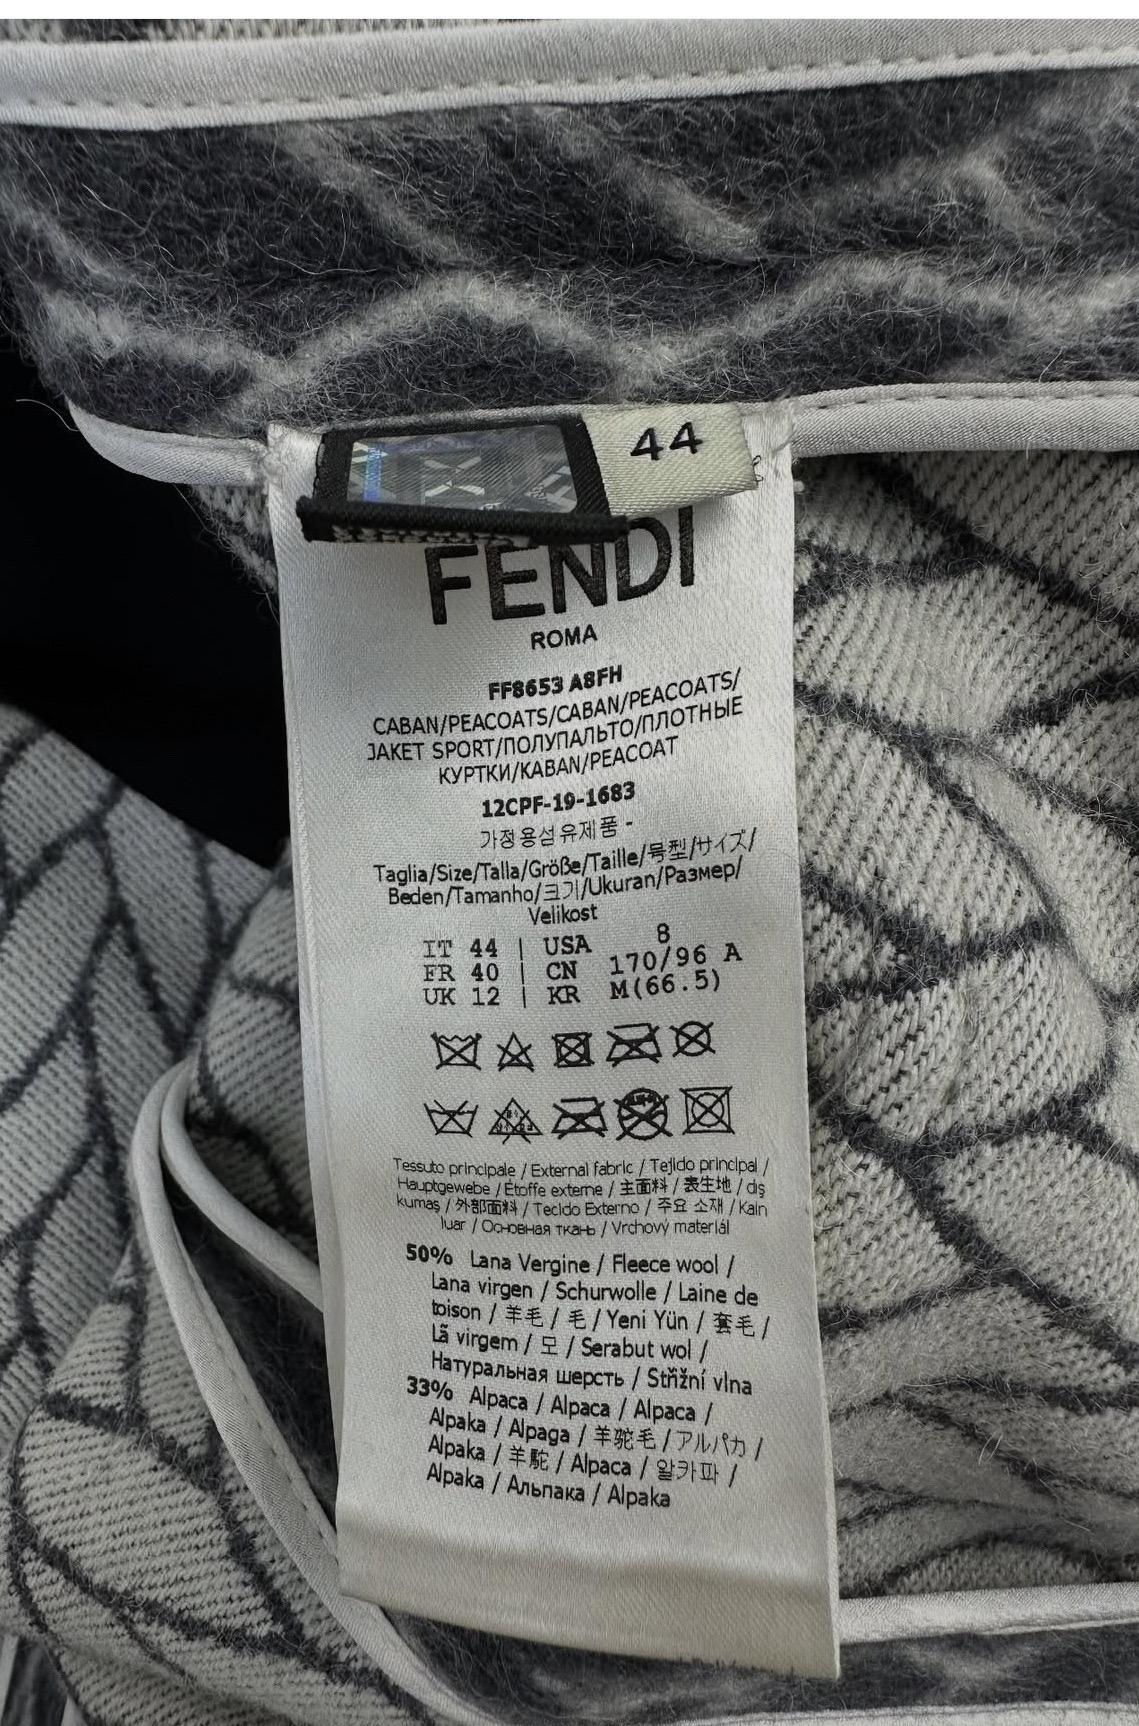 44
FENDI
ROMA
FF8653 A8FH
CABAN/PEACOATS/CABAN/PEACOATS/
JAKET SPORT/ПОЛУПАЛЬТО/ПЛОТНЫЕ
КУРТКИ/KABAN/PEACOAT
12CPF-19-1683
가정용섬유제품 -
Taglia/Size/Talla/Größe/Taille/号型/サイズ/
Beden/Tamanho/크기/Ukuran/Размер/
Velikost
IT 44 | USA 8
FR 40 | CN 170/96 A
UK 12 | KR M(66.5)
Tessuto principale / External fabric / Tejido principal /
Hauptgewebe / Étoffe externe / 主面料 / 表生地 / dış
kumaş / 外部面料 / Tecido Externo / 주요 소재 / Kain
luar / Основная ткань / Vrchový materiál
50% Lana Vergine / Fleece wool /
Lana virgen / Schurwolle / Laine de
toison / 羊毛 / 毛 / Yeni Yün / 套毛 /
Lã virgem / 모 / Serabut wol /
Натуральная шерсть / Střižní vlna
33% Alpaca / Alpaca / Alpaca /
Alpaka / Alpaga / 羊驼毛 / アルパカ /
Alpaka / 羊駝 / Alpaca / 알카파 /
Alpaka / Альпака / Alpaka